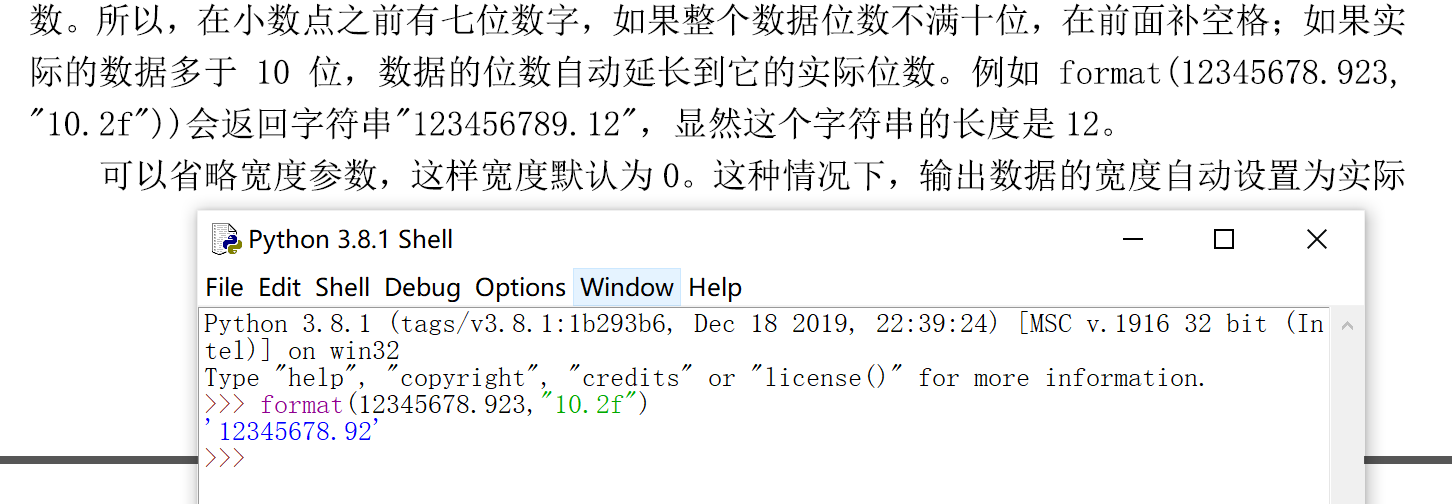 数。所以，在小数点之前有七位数字，如果整个数据位数不满十位，在前面补空格；如果实
际的数据多于 10 位，数据的位数自动延长到它的实际位数。例如 format(12345678.923,
"10.2f"))会返回字符串"123456789.12"，显然这个字符串的长度是12。
可以省略宽度参数，这样宽度默认为0。这种情况下，输出数据的宽度自动设置为实际
Python 3.8.1 Shell
File Edit Shell Debug Options Window Help
Python 3.8.1 (tags/v3.8.1:1b293b6, Dec 18 2019, 22:39:24) [MSC v.1916 32 bit (In
tel)] on win32
Type "help", "copyright", "credits" or "license()" for more information.
>>> format(12345678.923,"10.2f")
'12345678.92'
>>>